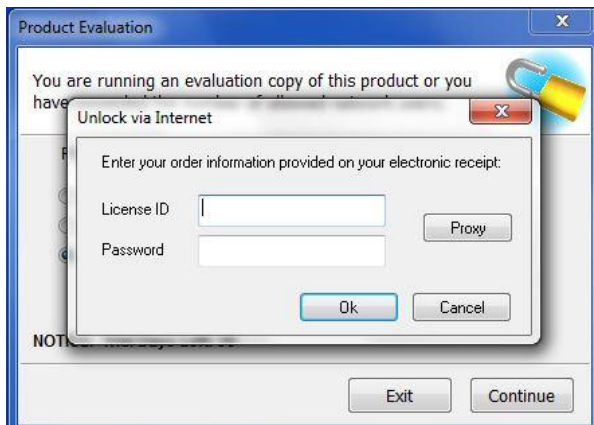 Product Evaluation
You are running an evaluation copy of this product or you
have
Unlock via Internet
Enter your order information provided on your electronic receipt:
License ID
Proxy
Password
Ok
Cancel
Exit
Continue